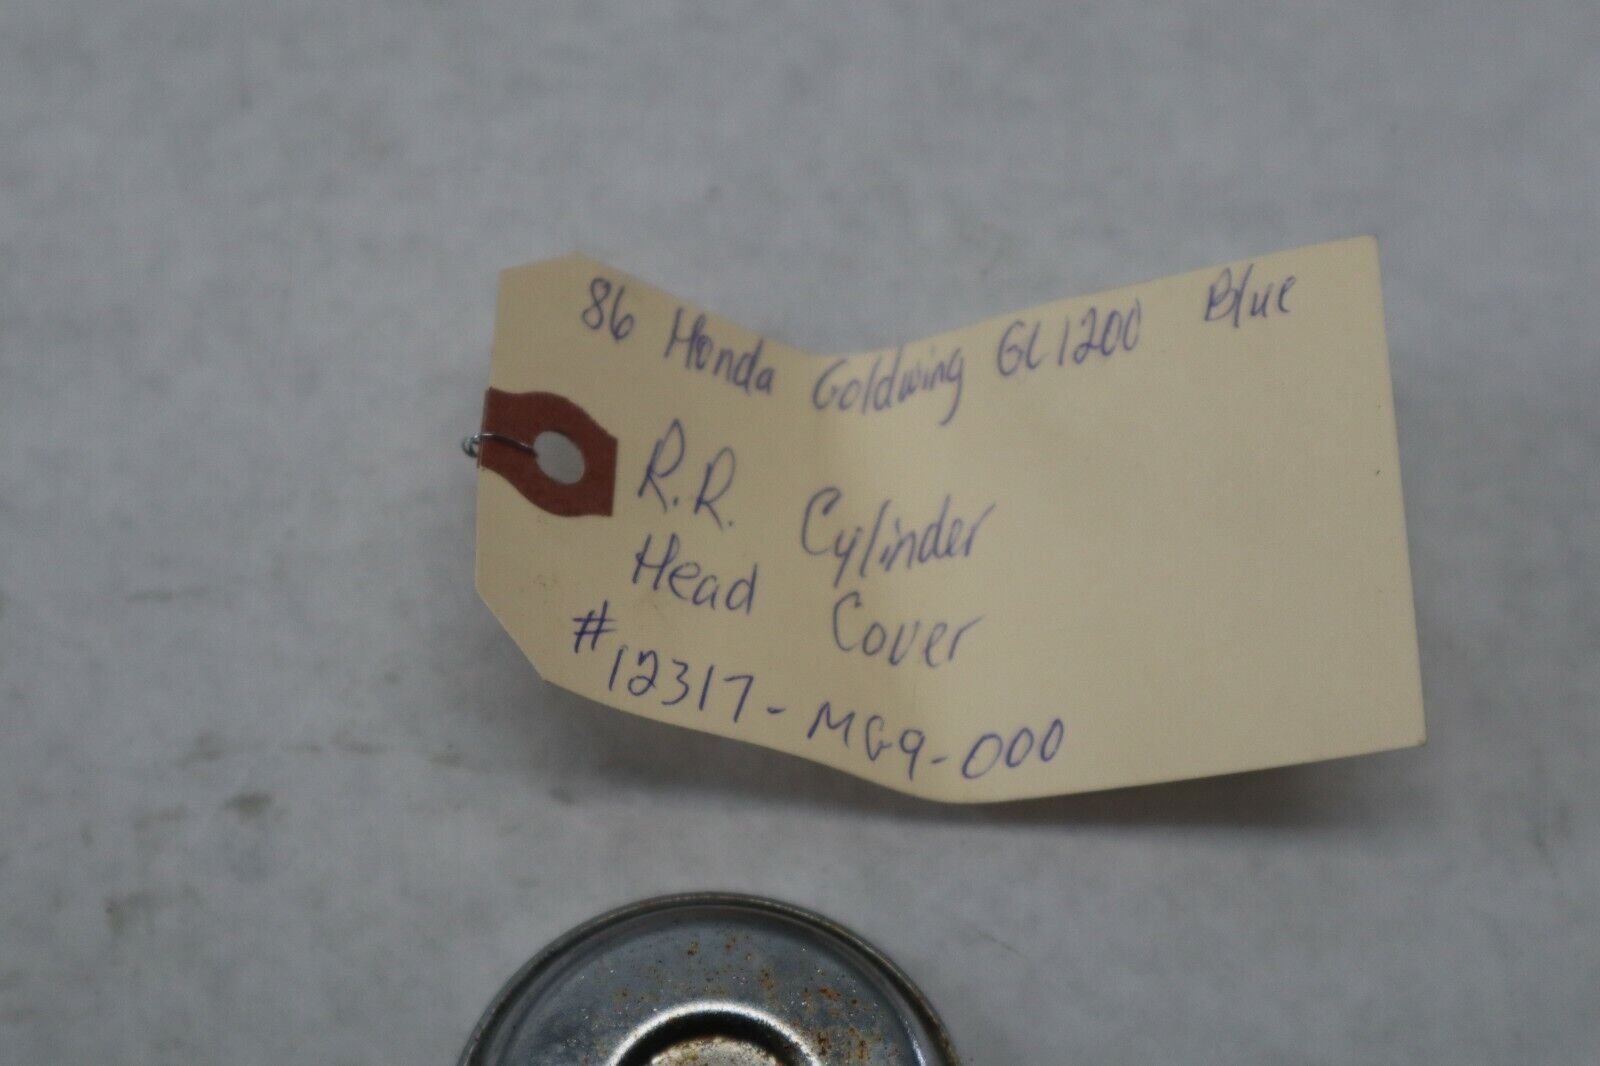 86 Honda Goldwing GL1200 Blue
R.R. Cylinder
Head Cover
#12317-MG9-000